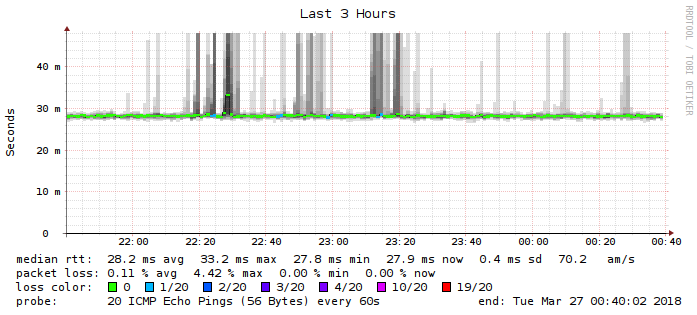 Last 3 Hours
RRDTOOL / TOBI OETIKER
Seconds
40 m
30 m
20 m
10 m
0
22:00 22:20 22:40 23:00 23:20 23:40 00:00 00:20 00:40
median rtt: 28.2 ms avg 33.2 ms max 27.8 ms min 27.9 ms now 0.4 ms sd 70.2 am/s
packet loss: 0.11 % avg 4.42 % max 0.00 % min 0.00 % now
loss color: 0 1/20 2/20 3/20 4/20 10/20 19/20
probe: 20 ICMP Echo Pings (56 Bytes) every 60s end: Tue Mar 27 00:40:02 2018